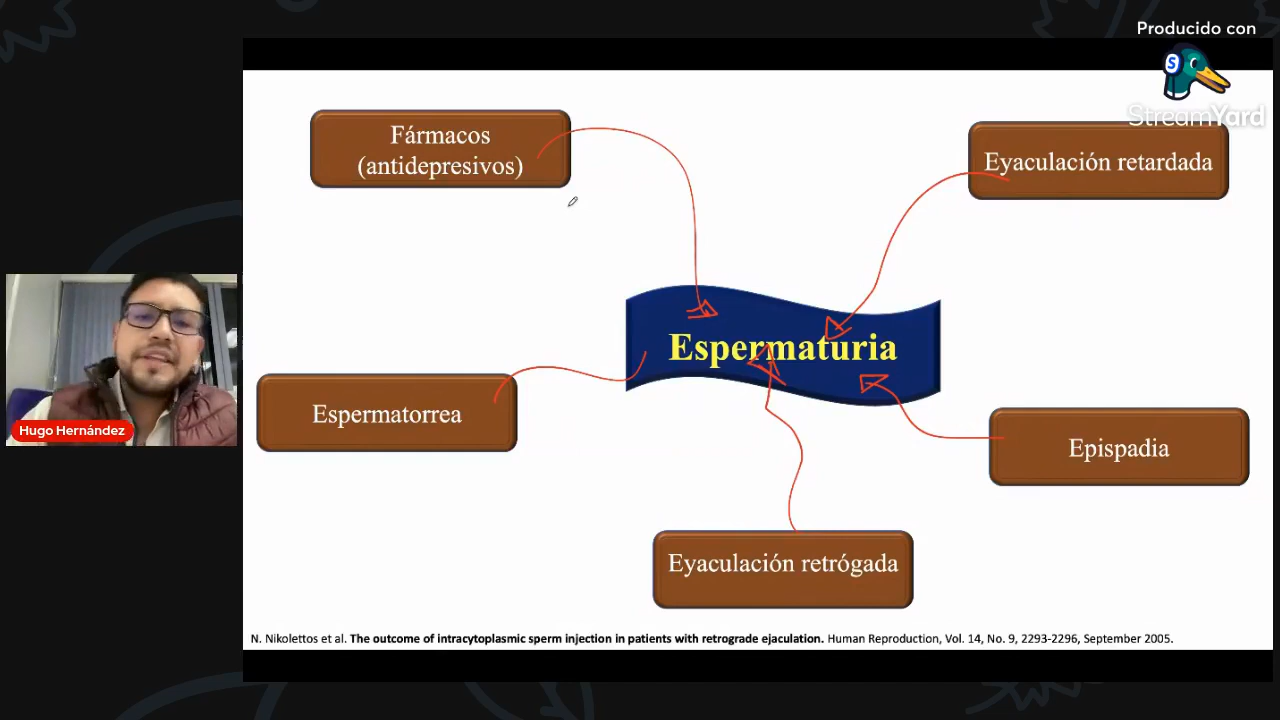 Producido con
S
StreamYard
Fármacos
(antidepresivos)
Eyaculación retardada
Espermaturia
Espermatorrea
Hugo Hernández
Epispadia
Eyaculación retrógada
N. Nikolettos et al. The outcome of intracytoplasmic sperm injection in patients with retrograde ejaculation. Human Reproduction, Vol. 14, No. 9, 2293-2296, September 2005.